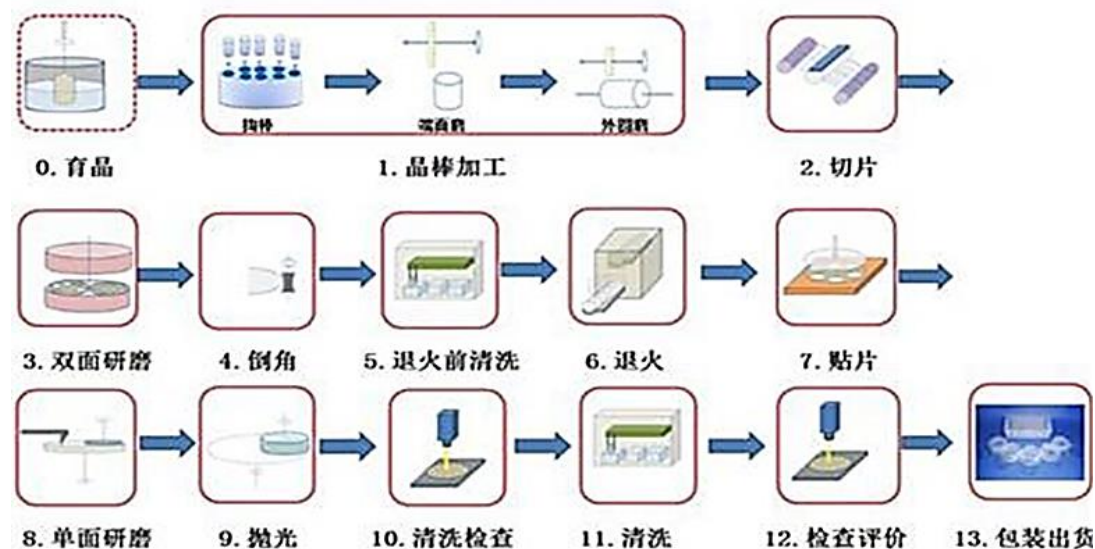 掏棒 端面磨 外圆磨
0. 育晶 1. 晶棒加工 2. 切片
3. 双面研磨 4. 倒角 5. 退火前清洗 6. 退火 7. 贴片
8. 单面研磨 9. 抛光 10. 清洗检查 11. 清洗 12. 检查评价 13. 包装出货